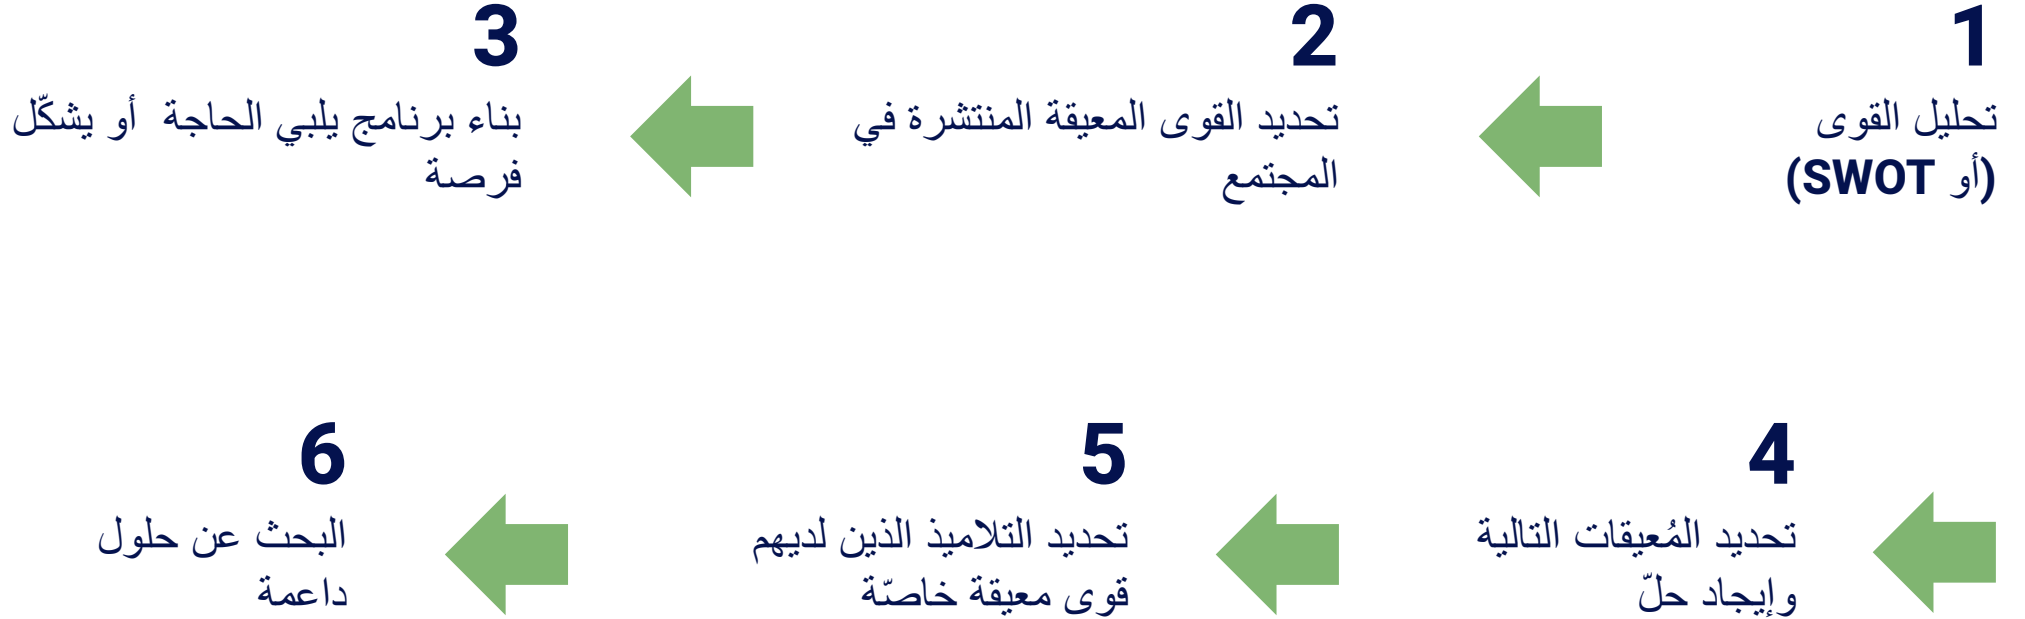 1
تحليل القوى
(أو SWOT)
2
تحديد القوى المعيقة المنتشرة في
المجتمع
3
بناء برنامج يلبي الحاجة أو يشكّل
فرصة
4
تحديد المُعيقات التالية
وإيجاد حلّ
5
تحديد التلاميذ الذين لديهم
قوى معيقة خاصّة
6
البحث عن حلول
داعمة